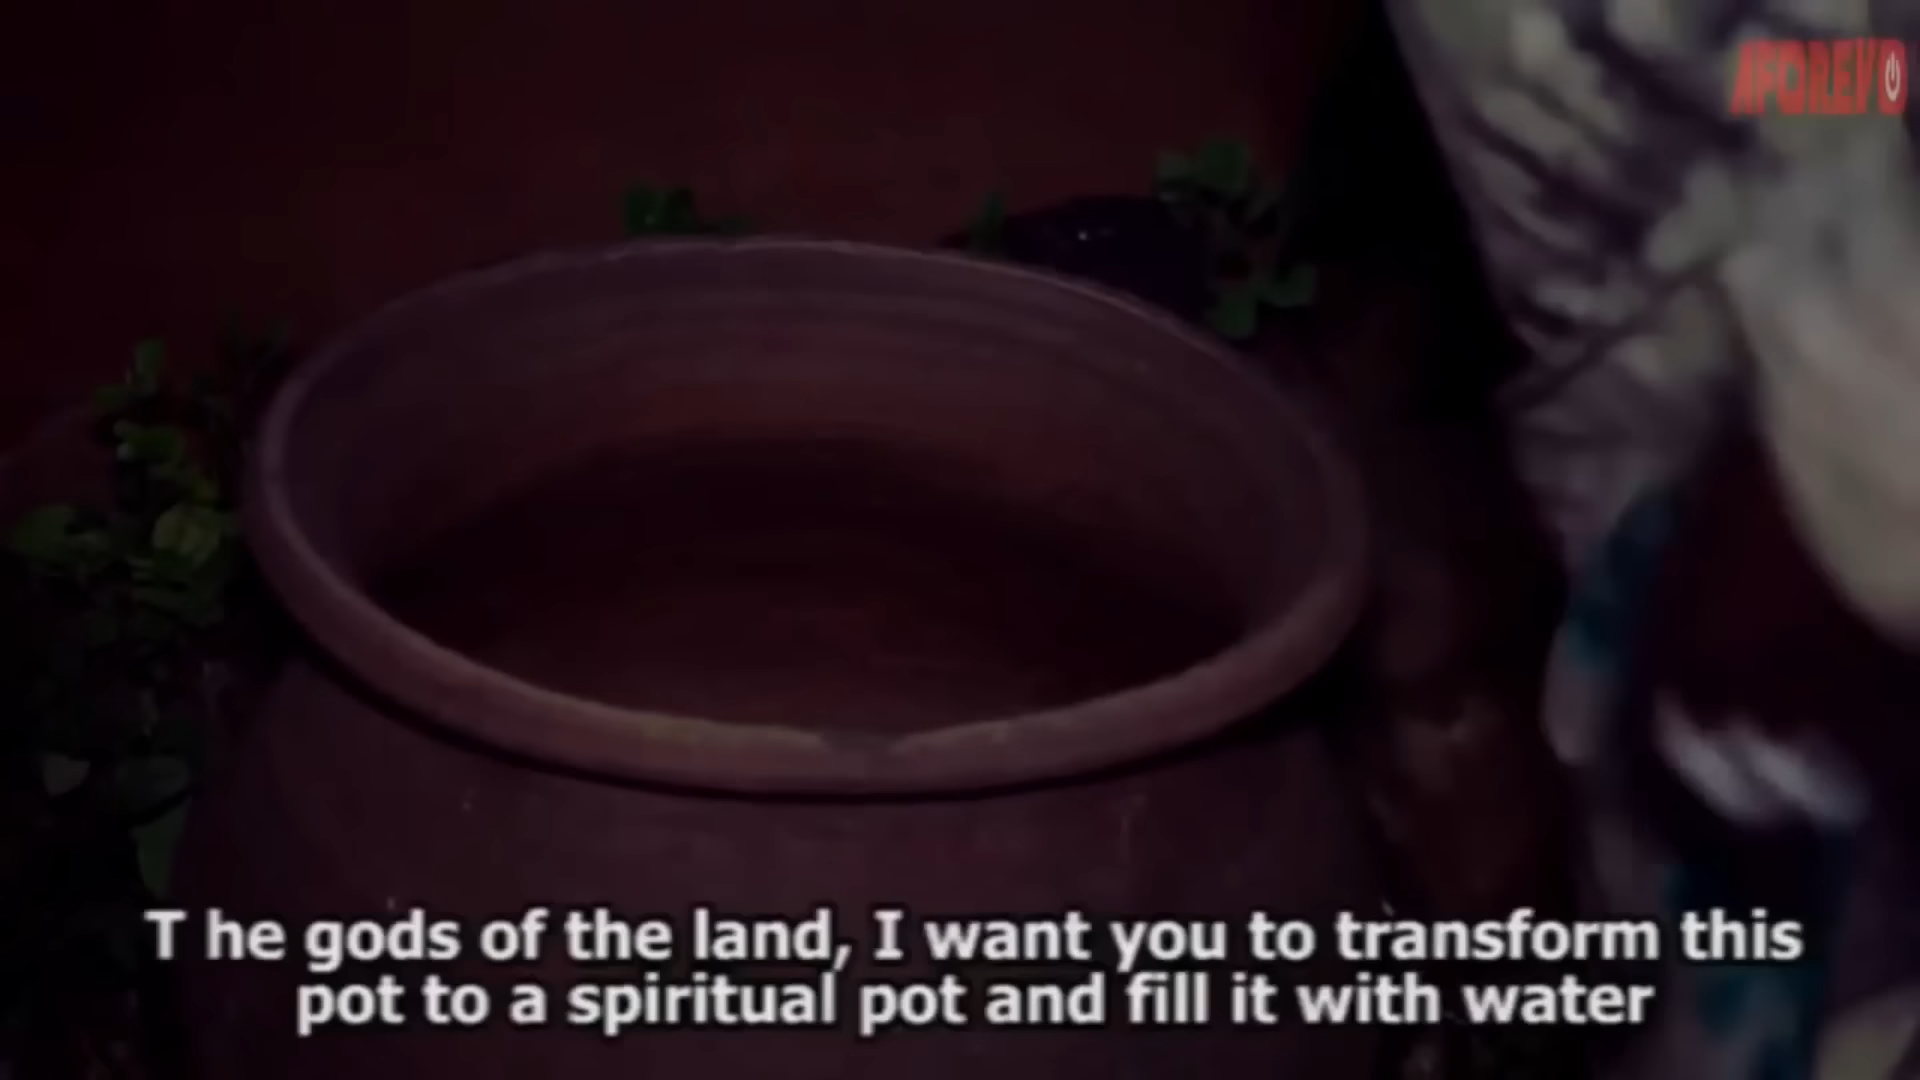 AFOREVO
T he gods of the land, I want you to transform this
pot to a spiritual pot and fill it with water